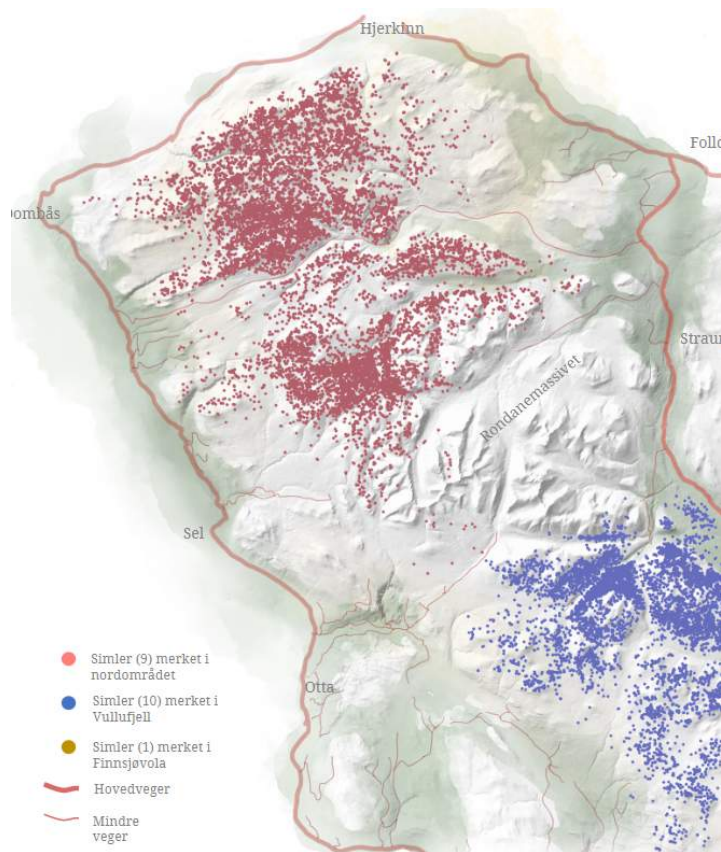 Hjerkinn
Folld
Dombås
Straum
Rondanemassivet
Sel
Simler (9) merket i
nordområdet
Simler (10) merket i
Vullufjell
Otta
Simler (1) merket i
Finnsjøvola
Hovedveger
Mindre
veger